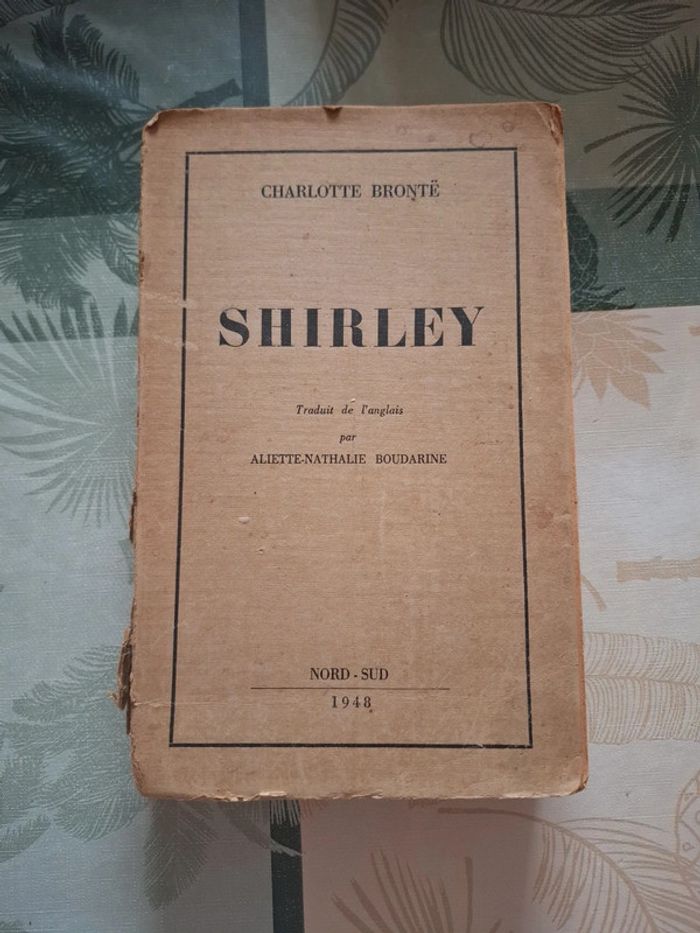 CHARLOTTE BRONTË
SHIRLEY
Traduit de l'anglais
par
ALIETTE-NATHALIE BOUDARINE
NORD - SUD
1948